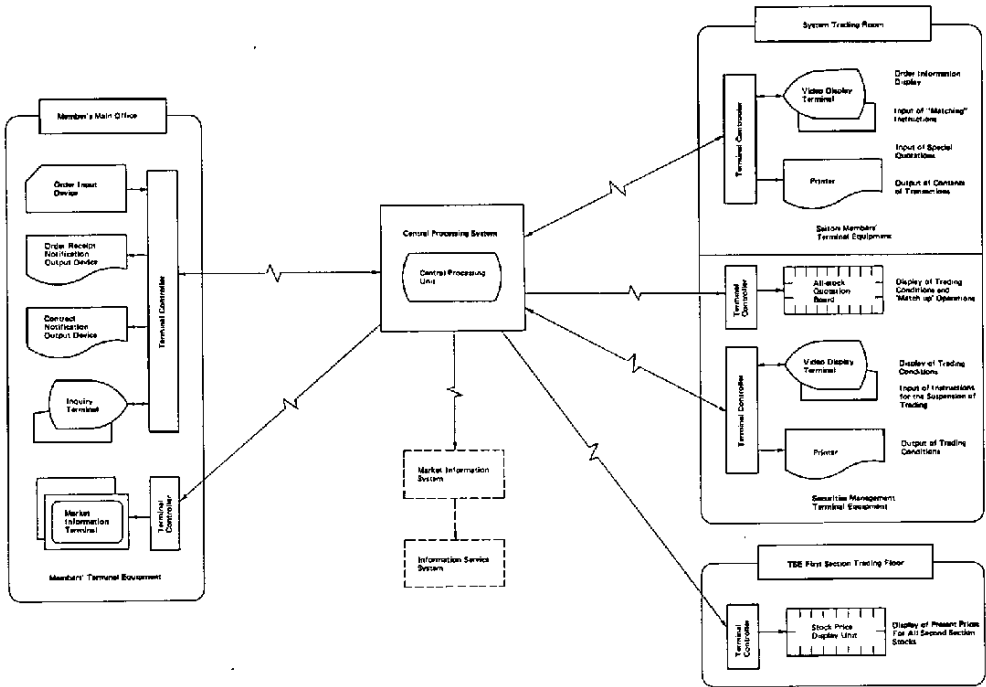 Member's Main Office
Order Input
Device
Order Receipt
Notification
Output Device
Contract
Notification
Output Device
Inquiry
Terminal
Terminal Controller
Market
Information
Terminal
Terminal
Controller
Members' Terminal Equipment
Central Processing System
Central Processing
Unit
Market Information
System
Information Service
System
System Trading Room
Terminal Controller
Video Display
Terminal
Printer
Order Information
Display
Input of "Matching"
Instructions
Input of Special
Quotations
Output of Contents
of Transactions
Saitori Members'
Terminal Equipment
Terminal
Controller
All-stock
Quotation
Board
Display of Trading
Conditions and
"Match up" Operations
Terminal Controller
Video Display
Terminal
Printer
Display of Trading
Conditions
Input of Instructions
for the Suspension of
Trading
Output of Trading
Conditions
Securities Management
Terminal Equipment
TSE First Section Trading Floor
Terminal
Controller
Stock Price
Display Unit
Display of Present Prices
For All Second Section
Stocks